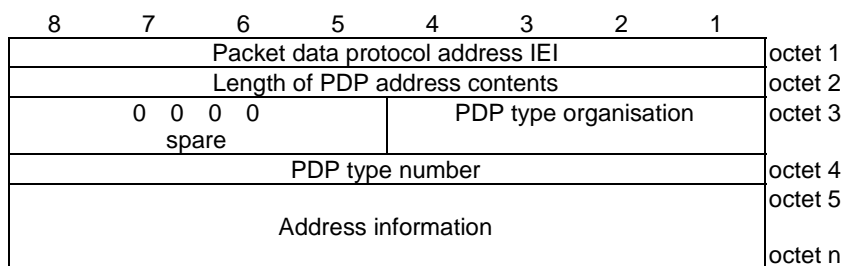 8 7 6 5 4 3 2 1
Packet data protocol address IEI octet 1
Length of PDP address contents octet 2
0 0 0 0 PDP type organisation octet 3
spare
PDP type number octet 4
octet 5
Address information
octet n